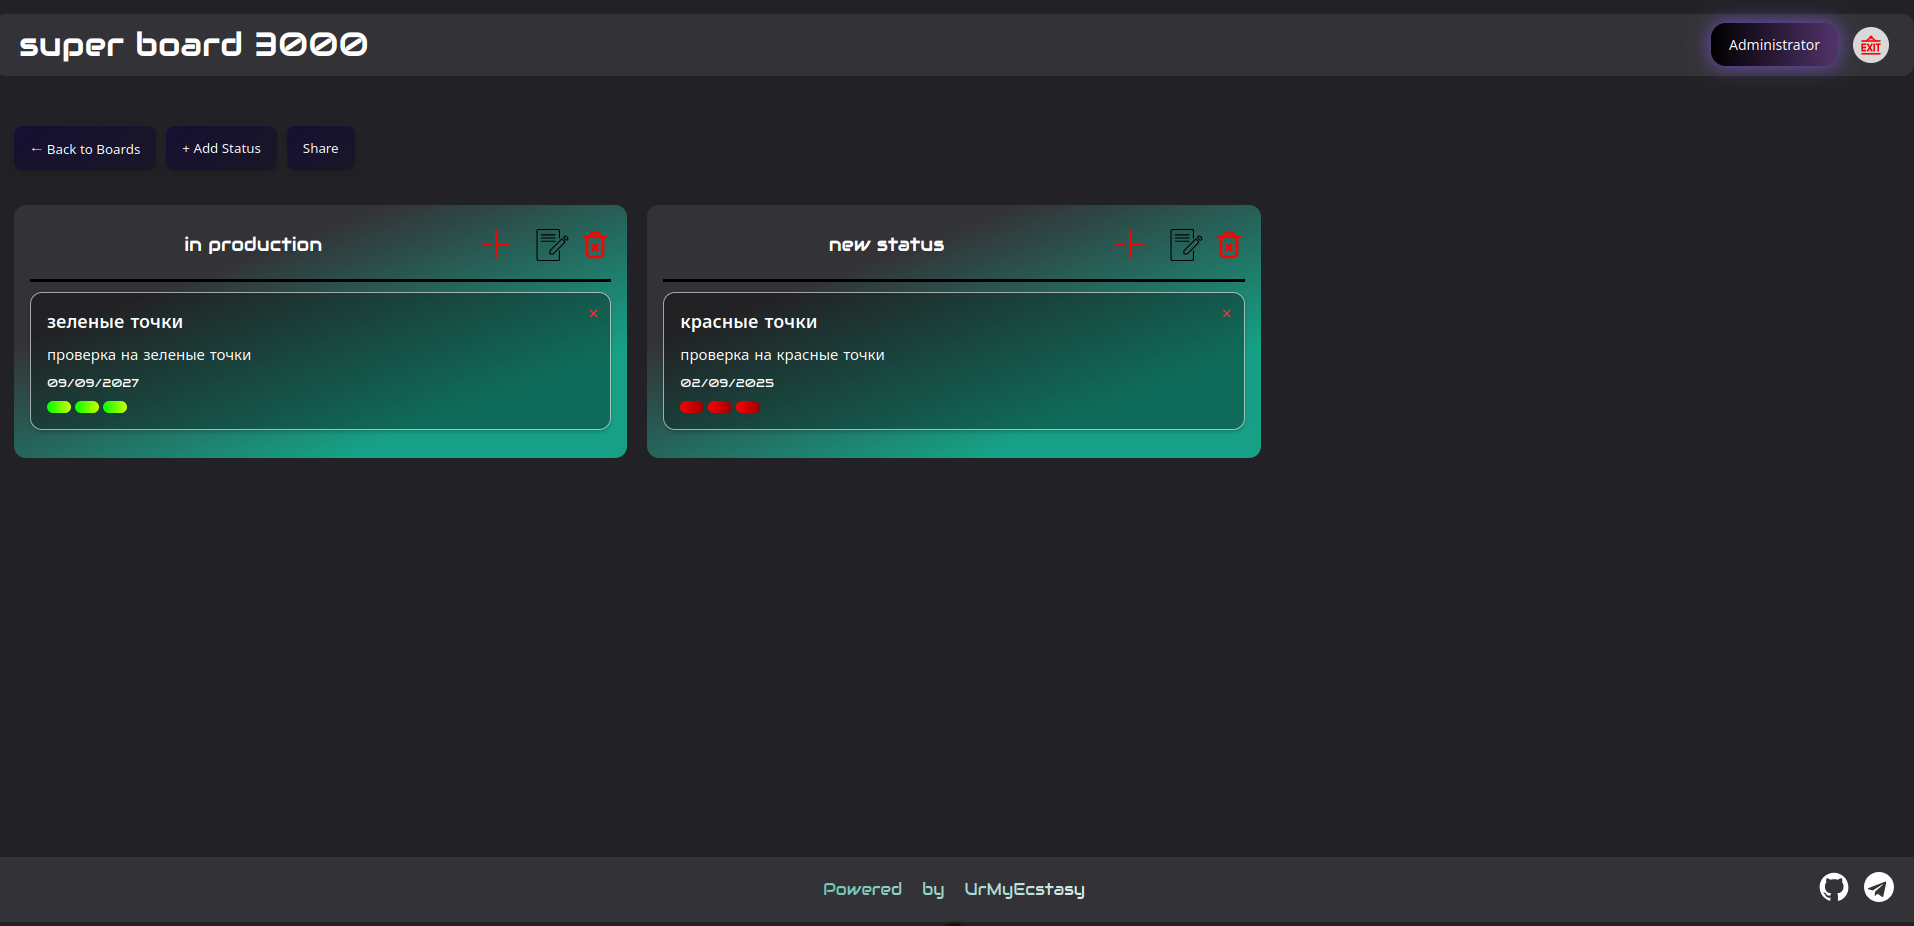 super board 3000
Administrator
EXIT
← Back to Boards
+ Add Status
Share
in production
зеленые точки
×
проверка на зеленые точки
09/09/2027
new status
красные точки
×
проверка на красные точки
02/09/2025
Powered by UrMyEcstasy